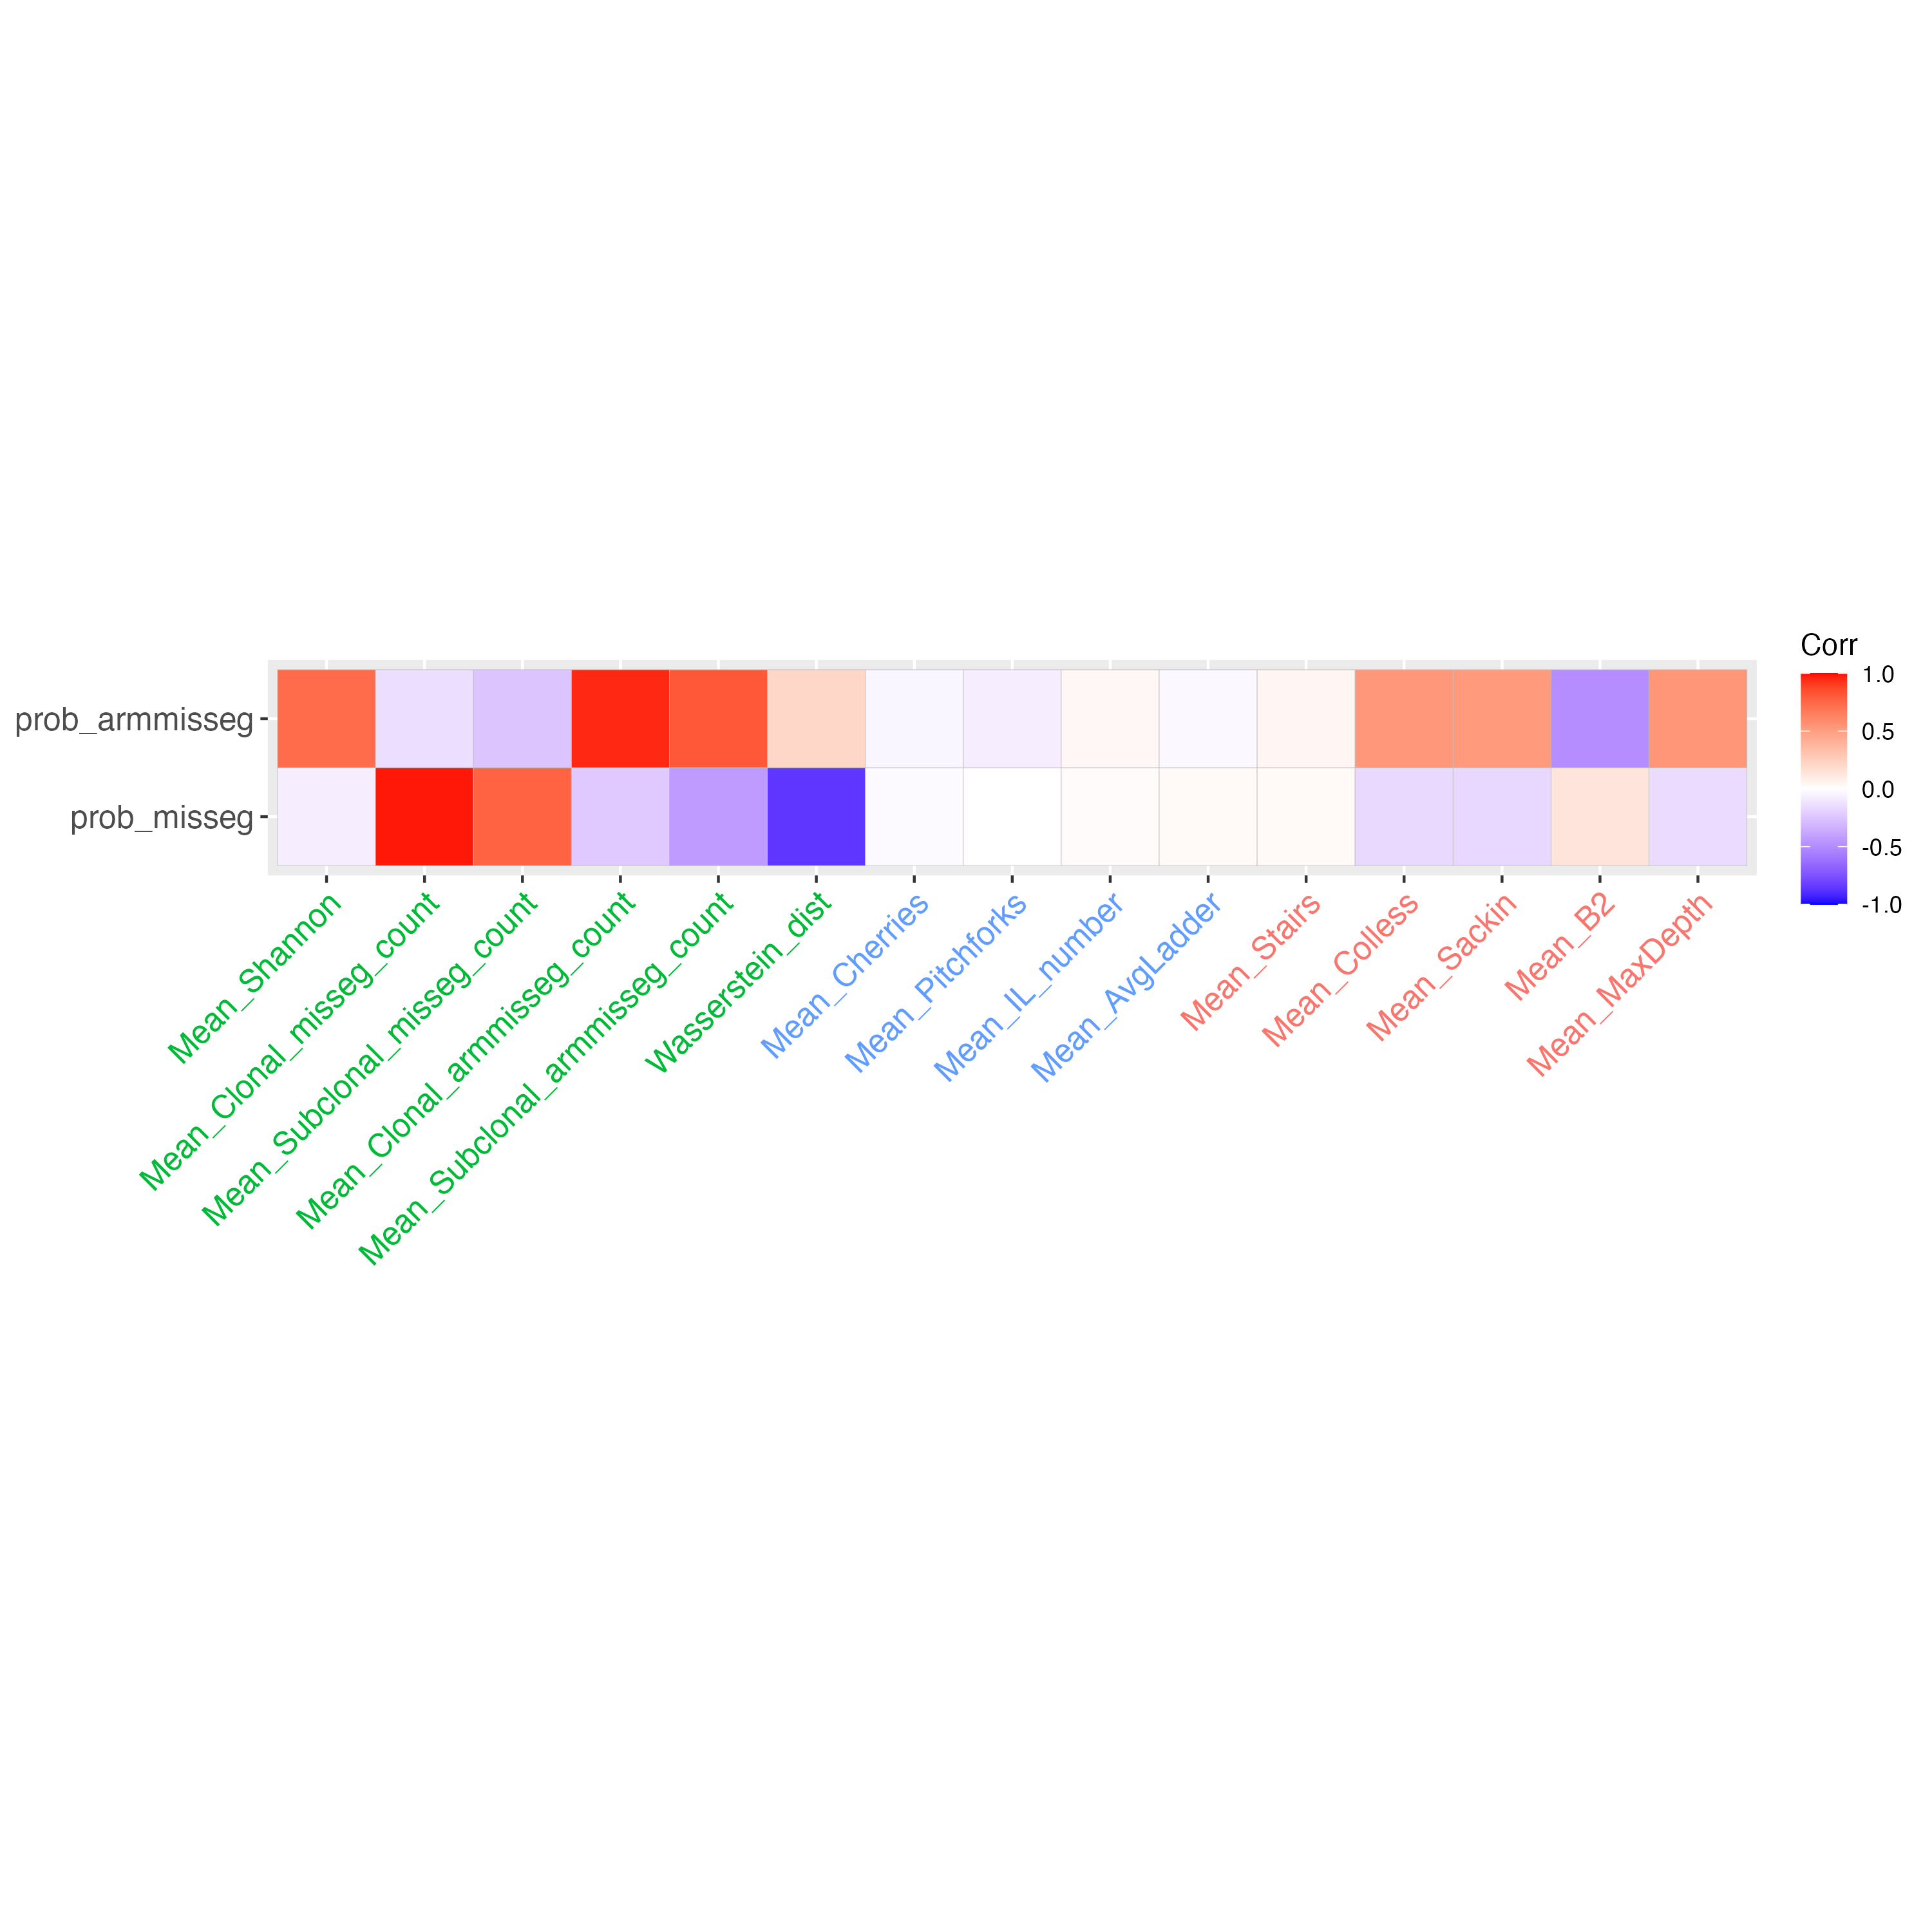 Corr
1.0
0.5
0.0
-0.5
-1.0
prob_armmisseg
prob_misseg
Mean_Shannon
Mean_Clonal_misseg_count
Mean_Subclonal_misseg_count
Mean_Clonal_armmisseg_count
Mean_Subclonal_armmisseg_count
Wasserstein_dist
Mean_Cherries
Mean_Pitchforks
Mean_IL_number
Mean_AvgLadder
Mean_Stairs
Mean_Colless
Mean_Sackin
Mean_B2
Mean_MaxDepth